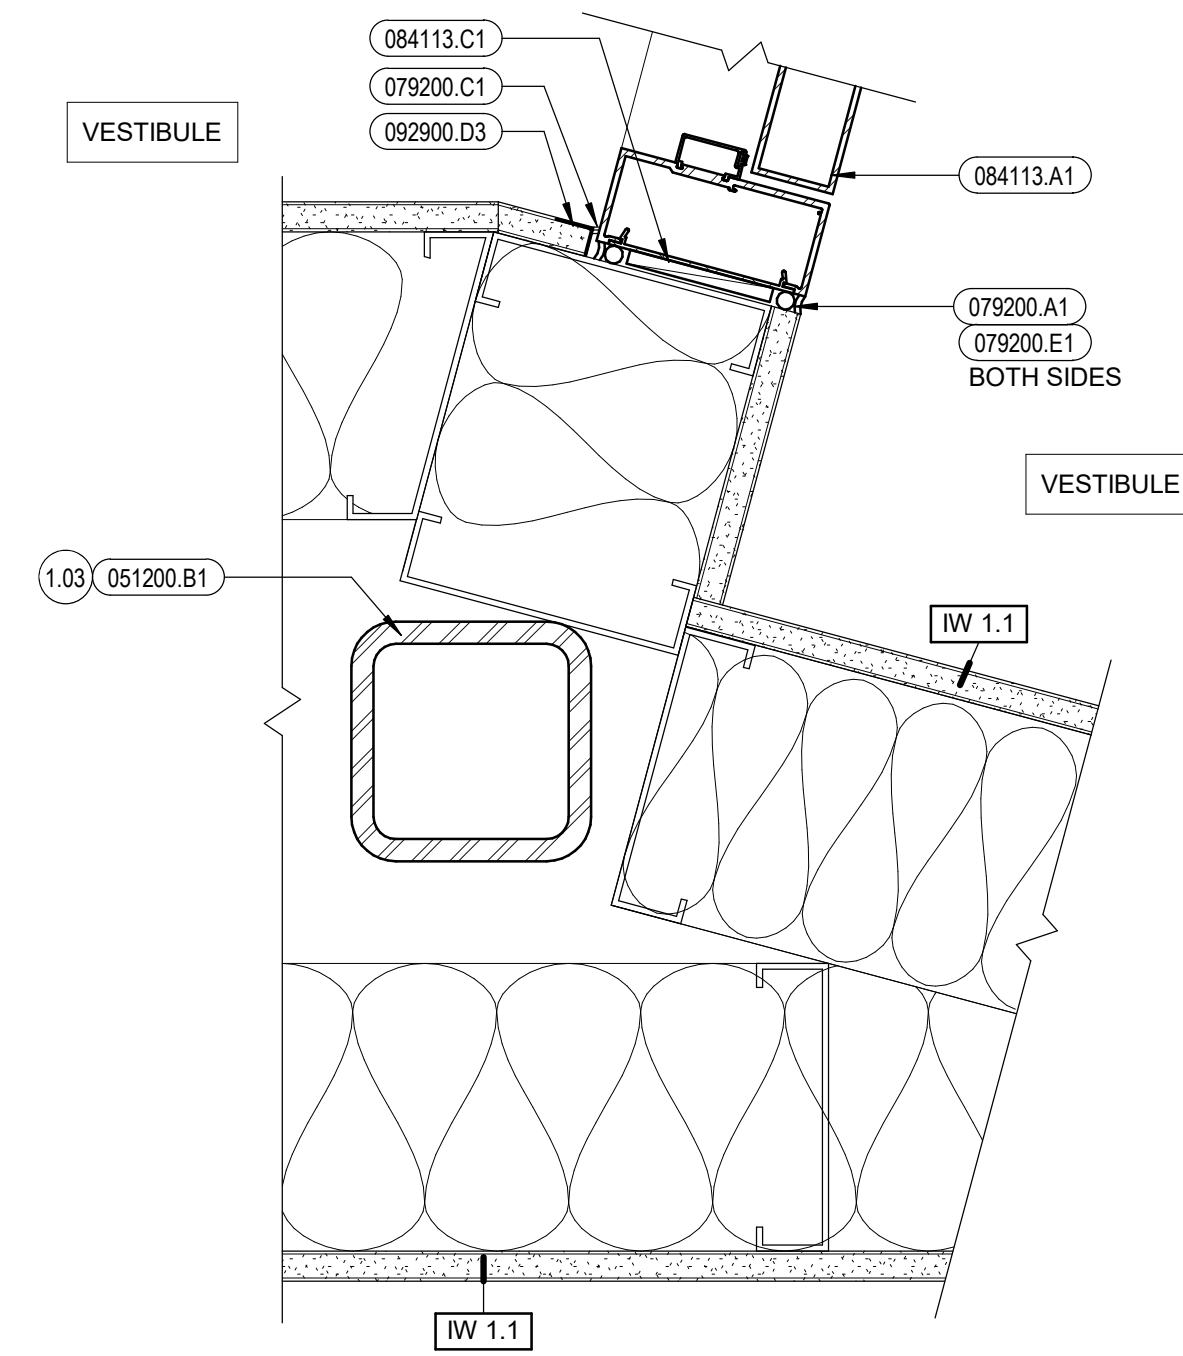 084113.C1
079200.C1
092900.D3
VESTIBULE
084113.A1
079200.A1
079200.E1
BOTH SIDES
VESTIBULE
1.03 051200.B1
IW 1.1
IW 1.1